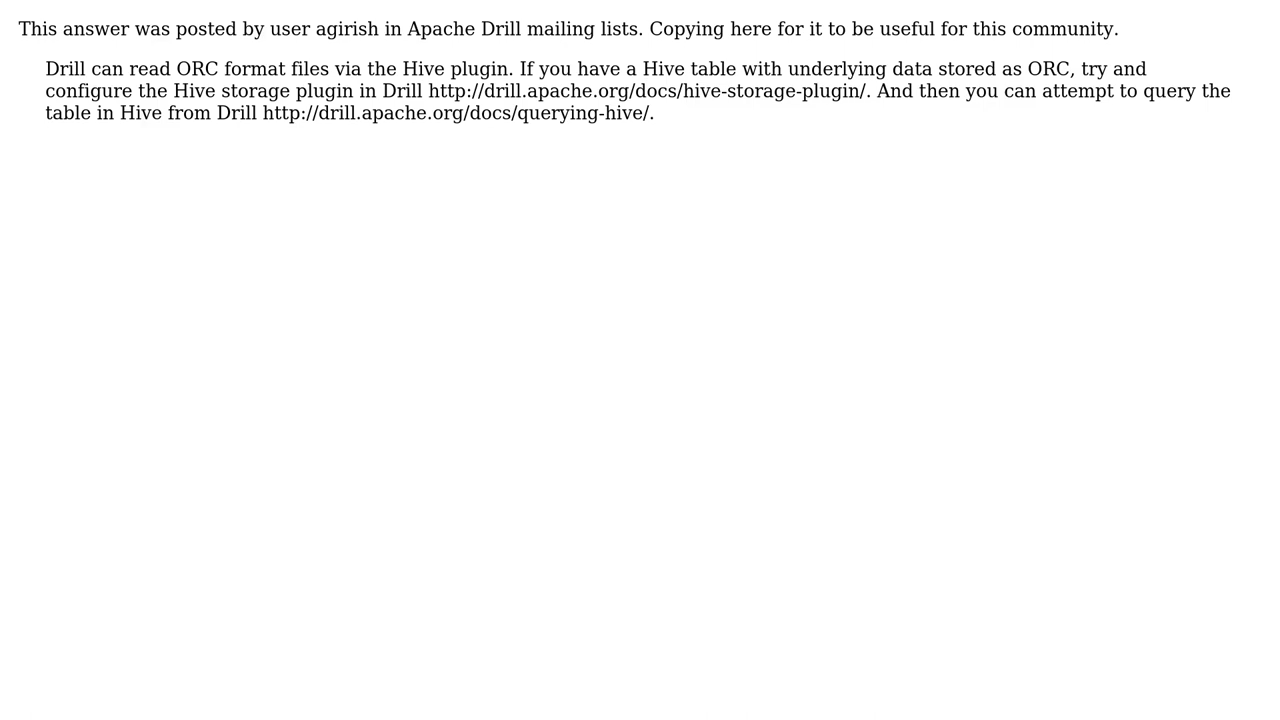 This answer was posted by user agirish in Apache Drill mailing lists. Copying here for it to be useful for this community.
Drill can read ORC format files via the Hive plugin. If you have a Hive table with underlying data stored as ORC, try and
configure the Hive storage plugin in Drill http://drill.apache.org/docs/hive-storage-plugin/. And then you can attempt to query the
table in Hive from Drill http://drill.apache.org/docs/querying-hive/.